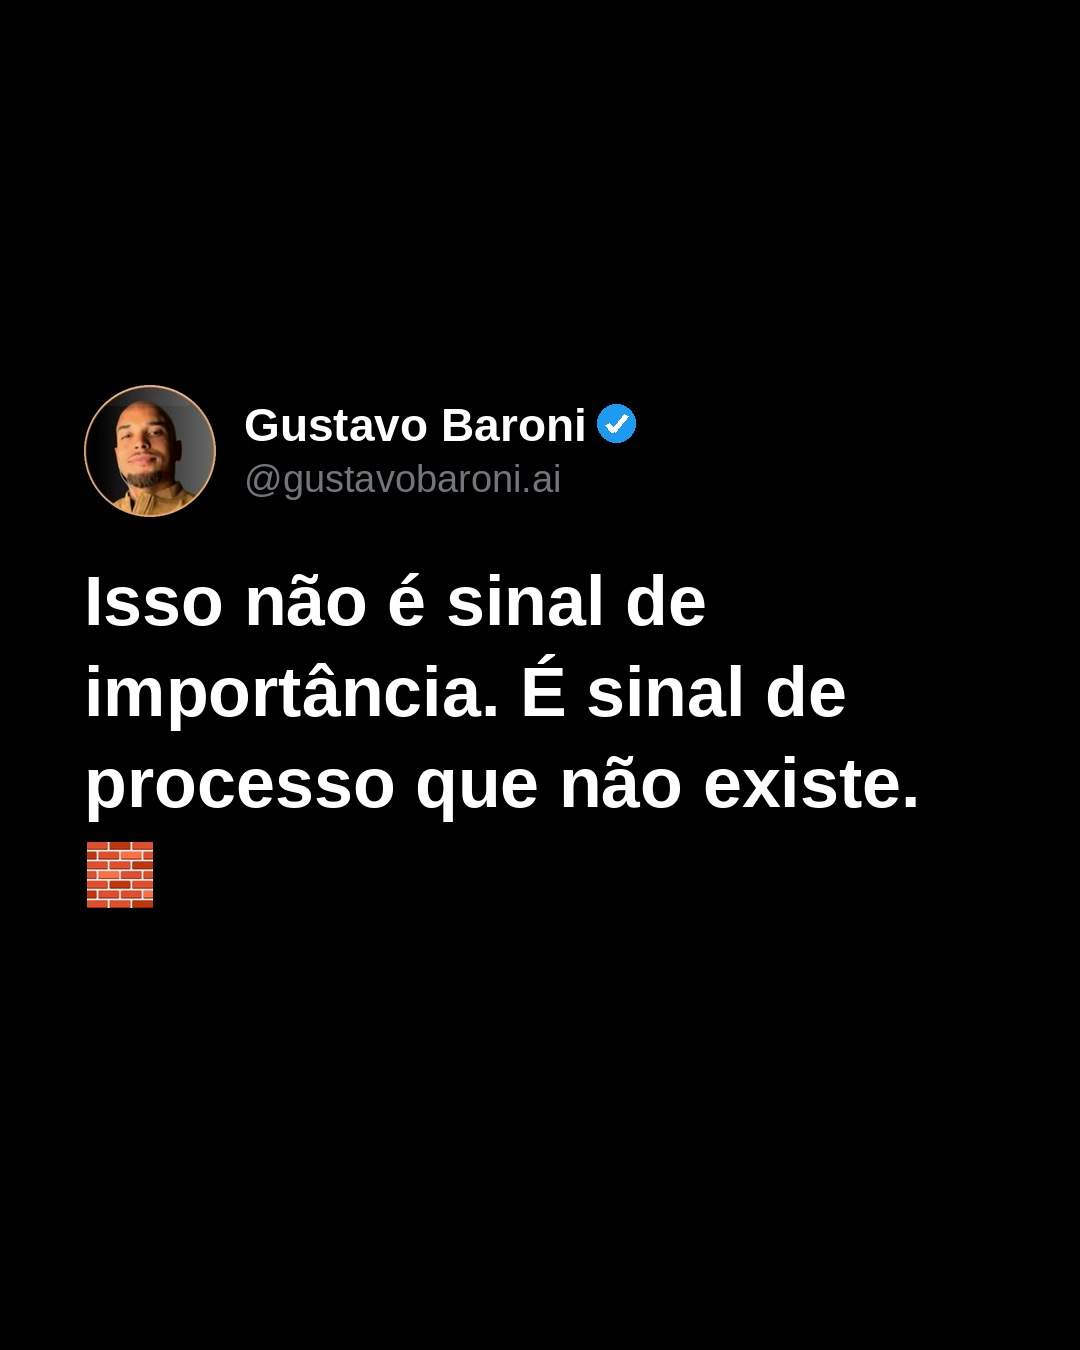 Gustavo Baroni
@gustavobaroni.ai
Isso não é sinal de
importância. É sinal de
processo que não existe.
🧱